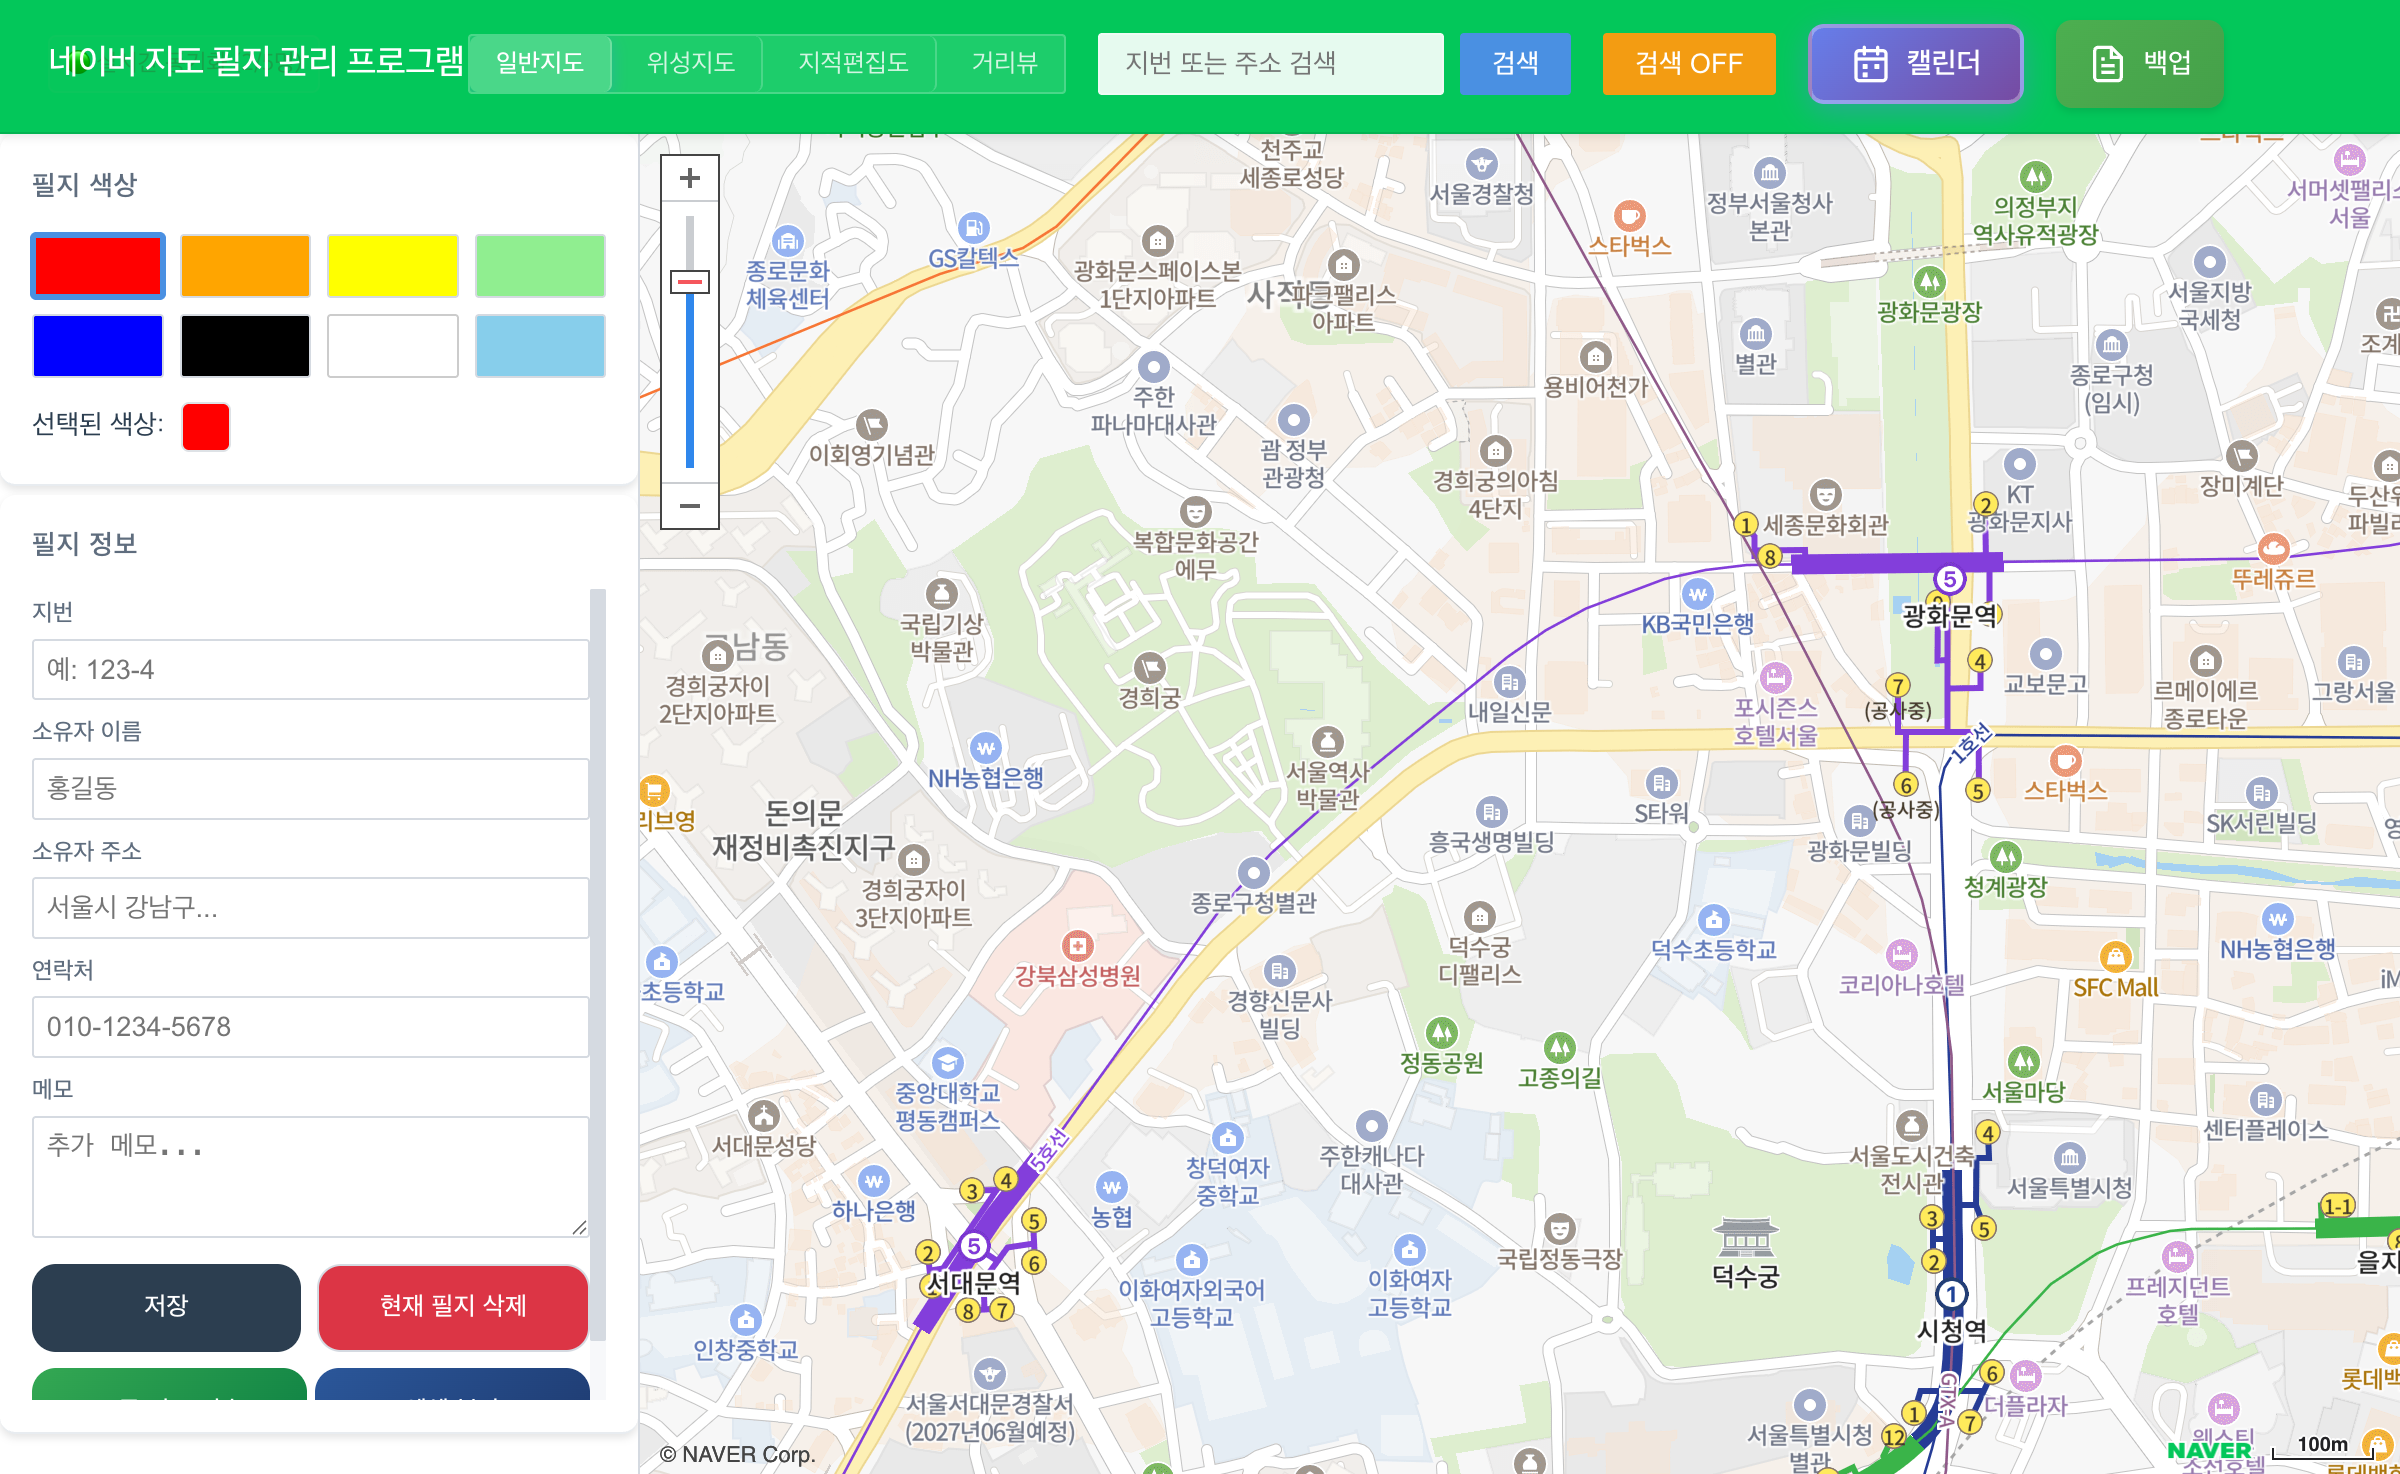 네이버 지도 필지 관리 프로그램
일반지도
위성지도
지적편집도
거리뷰
지번 또는 주소 검색
검색
검색 OFF
캘린더
백업
필지 색상
선택된 색상:
필지 정보
지번
예: 123-4
소유자 이름
홍길동
소유자 주소
서울시 강남구...
연락처
010-1234-5678
메모
추가 메모...
저장
현재 필지 삭제
천주교
세종로성당
서울경찰청
정부서울청사
본관
의정부지
역사유적광장
서머셋팰리스
서울
스타벅스
종로문화
체육센터
GS칼텍스
광화문스페이스본
1단지아파트
사직동
파크팰리스
아파트
광화문광장
서울지방
국세청
별관
조계
주한
파나마대사관
용비어천가
종로구청
(임시)
이회영기념관
괌 정부
관광청
경희궁의아침
4단지
KT
광화문지사
장미계단
두산위
파빌리
복합문화공간
에무
1
세종문화회관
2
8
5
뚜레쥬르
국립기상
박물관
KB국민은행
광화문역
경희궁자이
2단지아파트
경희궁
내일신문
포시즌스
호텔서울
7
(공사중)
4
교보문고
르메이에르
종로타운
그랑서울
NH농협은행
서울역사
박물관
1호선
리브영
돈의문
재정비촉진지구
S타워
6
(공사중)
5
스타벅스
흥국생명빌딩
광화문빌딩
SK서린빌딩
경희궁자이
3단지아파트
종로구청별관
청계광장
강북삼성병원
덕수궁
디팰리스
덕수초등학교
코리아나호텔
SFC Mall
NH농협은행
초등학교
경향신문사
빌딩
정동공원
고종의길
서울마당
중앙대학교
평동캠퍼스
서대문성당
5호선
창덕여자
중학교
주한캐나다
대사관
서울도시건축
전시관
4
서울특별시청
센터플레이스
하나은행
3
4
농협
5
6
2
5
서대문역
8
7
이화여자외국어
고등학교
이화여자
고등학교
국립정동극장
덕수궁
3
5
2
1
시청역
1-1
을지
프레지던트
호텔
인창중학교
서울서대문경찰서
(2027년06월예정)
GTX-A
6
더플라자
1
7
12
서울특별시청
별관
롯데백
웨스틴
조선호텔
© NAVER Corp.
NAVER
100m